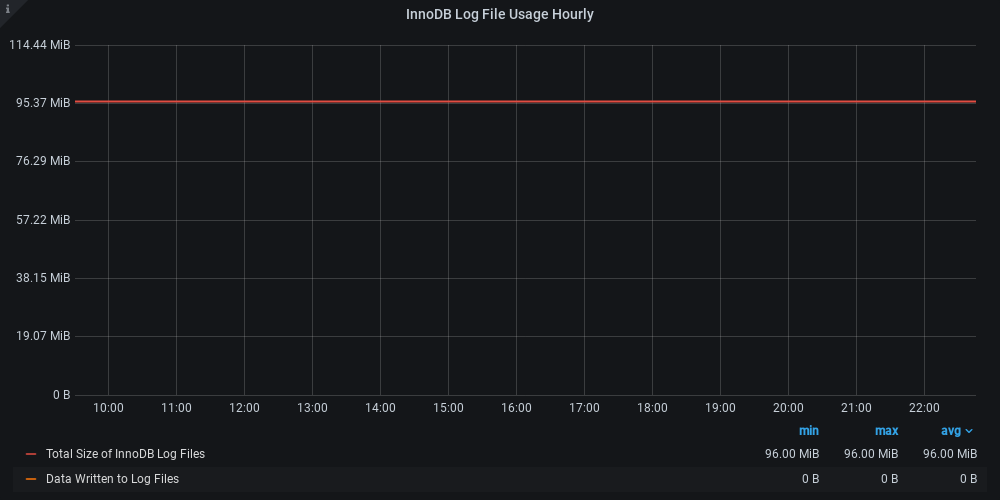 i
InnoDB Log File Usage Hourly
114.44 MiB
95.37 MiB
76.29 MiB
57.22 MiB
38.15 MiB
19.07 MiB
0 B
10:00 11:00 12:00 13:00 14:00 15:00 16:00 17:00 18:00 19:00 20:00 21:00 22:00
min max avg
Total Size of InnoDB Log Files 96.00 MiB 96.00 MiB 96.00 MiB
Data Written to Log Files 0 B 0 B 0 B